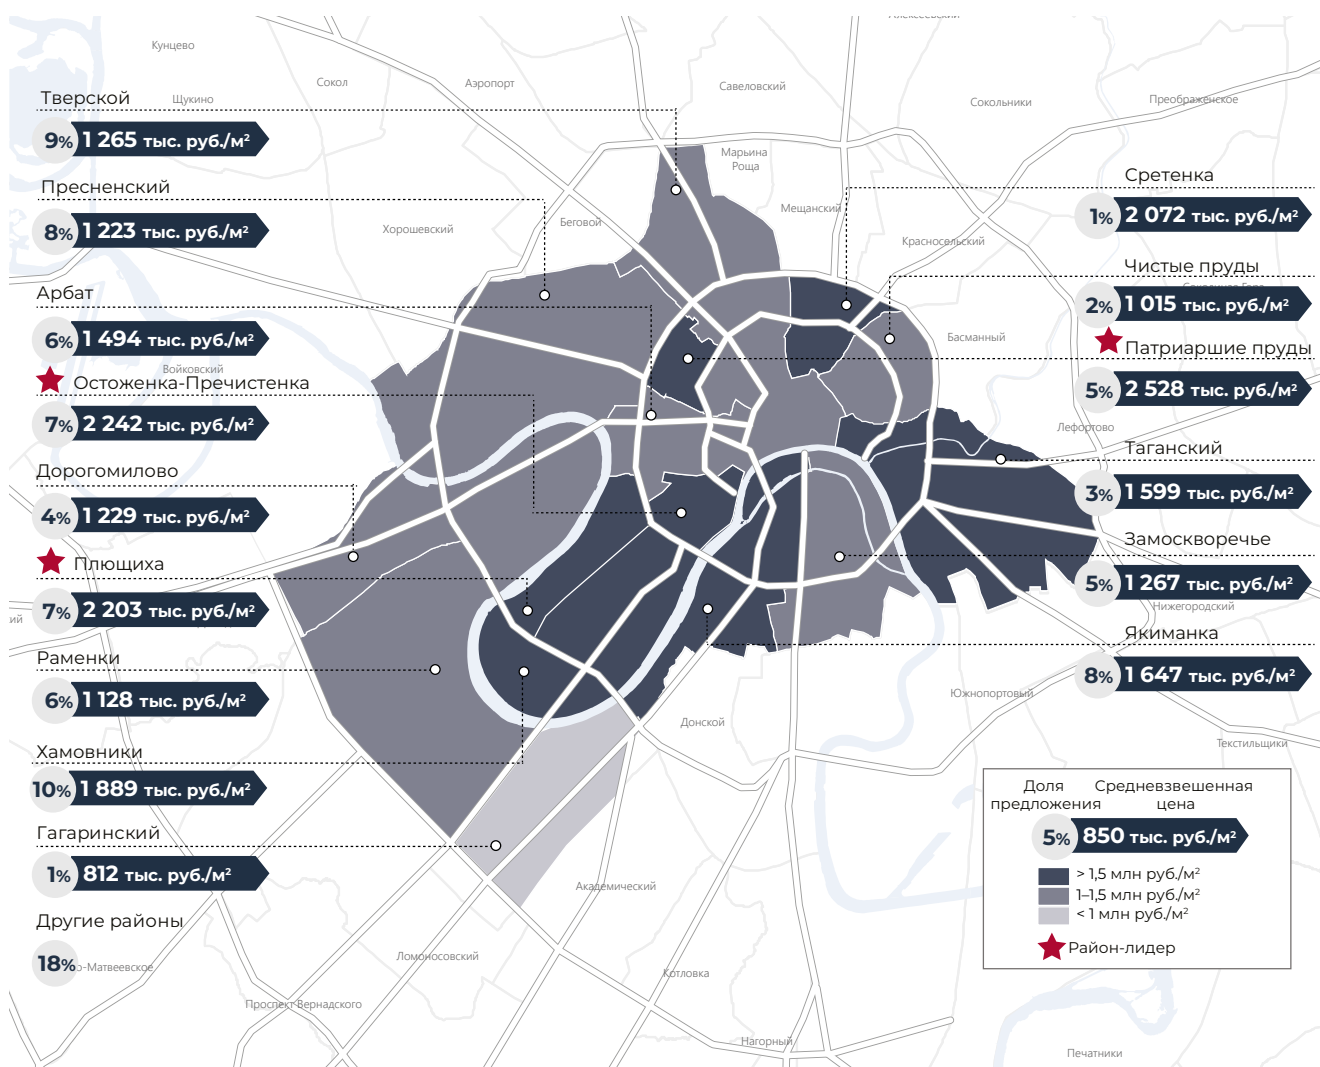 Тверской
9% 1 265 тыс. руб./м²
Пресненский
8% 1 223 тыс. руб./м²
Арбат
6% 1 494 тыс. руб./м²
Остоженка-Пречистенка
7% 2 242 тыс. руб./м²
Дорогомилово
4% 1 229 тыс. руб./м²
Плющиха
7% 2 203 тыс. руб./м²
Раменки
6% 1 128 тыс. руб./м²
Хамовники
10% 1 889 тыс. руб./м²
Гагаринский
1% 812 тыс. руб./м²
Другие районы
18%
Сретенка
1% 2 072 тыс. руб./м²
Чистые пруды
2% 1 015 тыс. руб./м²
Патриаршие пруды
5% 2 528 тыс. руб./м²
Таганский
3% 1 599 тыс. руб./м²
Замоскворечье
5% 1 267 тыс. руб./м²
Якиманка
8% 1 647 тыс. руб./м²
Доля предложения
Средневзвешенная цена
5% 850 тыс. руб./м²
> 1,5 млн руб./м²
1–1,5 млн руб./м²
< 1 млн руб./м²
Район-лидер
Кунцево
Щукино
Сокол
Аэропорт
Савеловский
Сокольники
Преображенское
Марьина
Роща
Мещанский
Беговой
Хорошевский
Красносельский
Басманный
Войковский
Лефортово
Нижегородский
Южнопортовый
Текстильщики
Донской
Академический
Ломоносовский
Котловка
о-Матвеевское
Проспект Вернадского
Нагорный
Печатники
ий